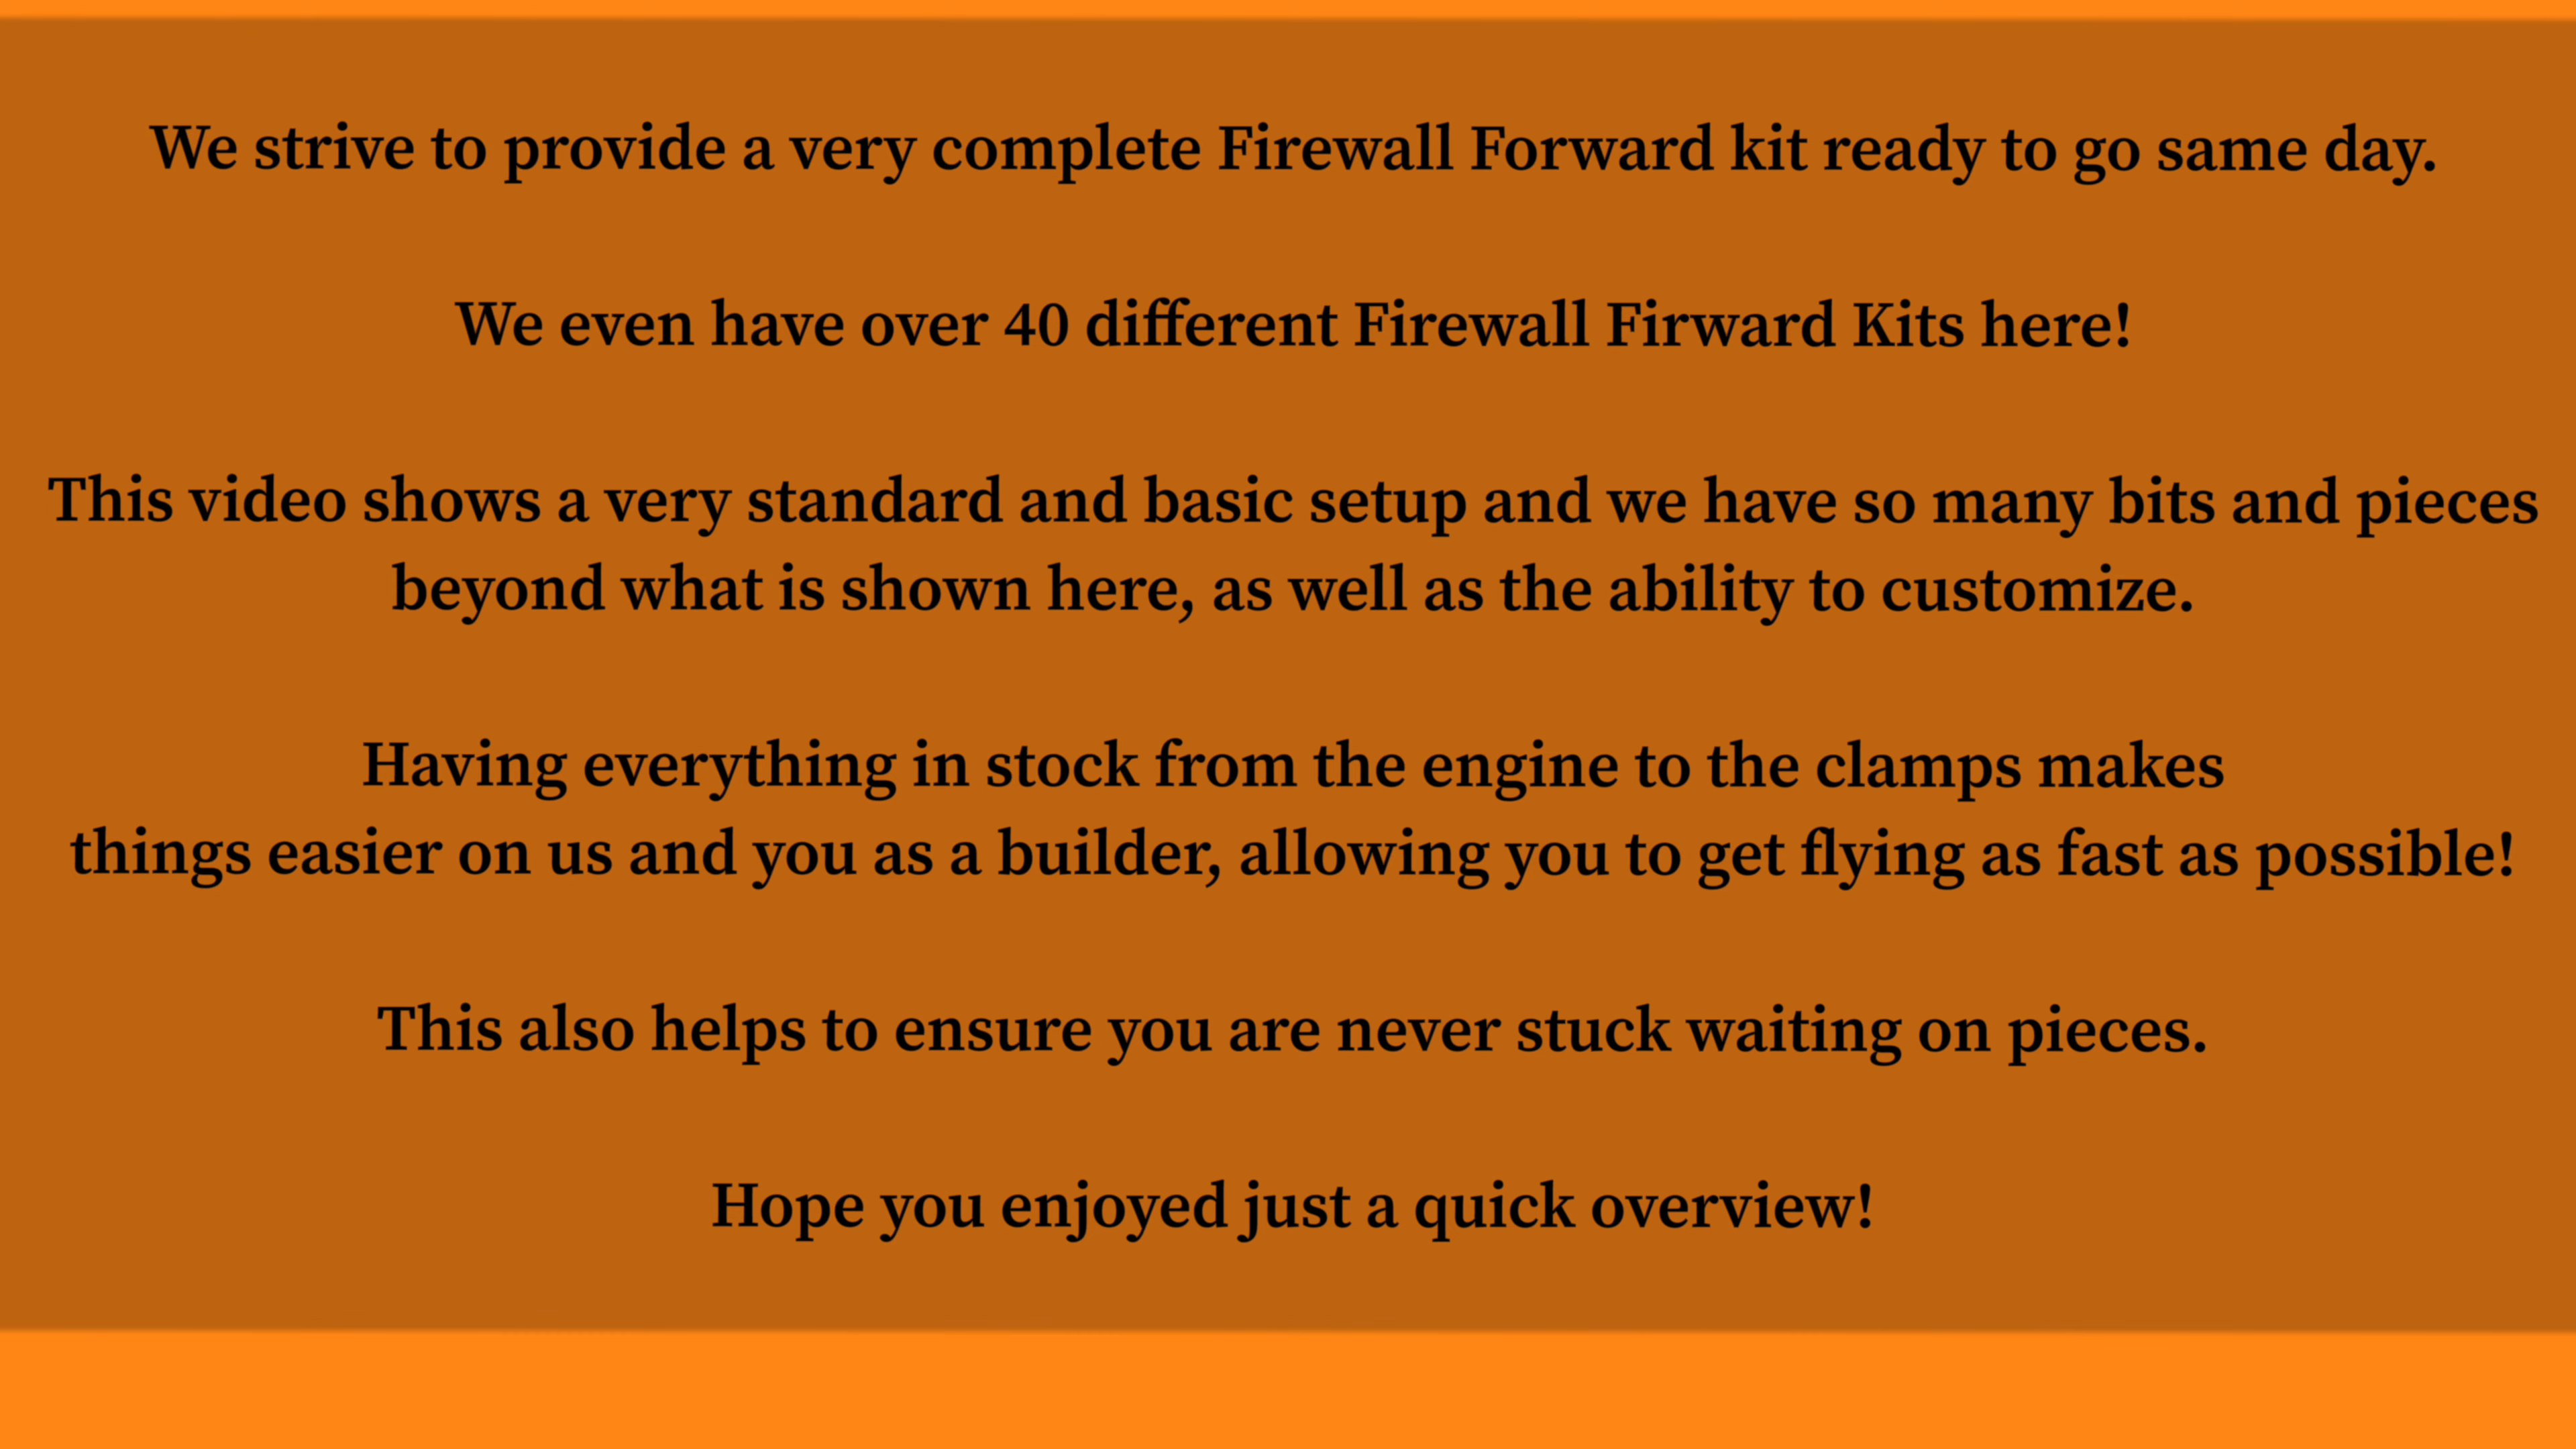 We strive to provide a very complete Firewall Forward kit ready to go same day.
We even have over 40 different Firewall Firward Kits here!
This video shows a very standard and basic setup and we have so many bits and pieces
beyond what is shown here, as well as the ability to customize.
Having everything in stock from the engine to the clamps makes
things easier on us and you as a builder, allowing you to get flying as fast as possible!
This also helps to ensure you are never stuck waiting on pieces.
Hope you enjoyed just a quick overview!